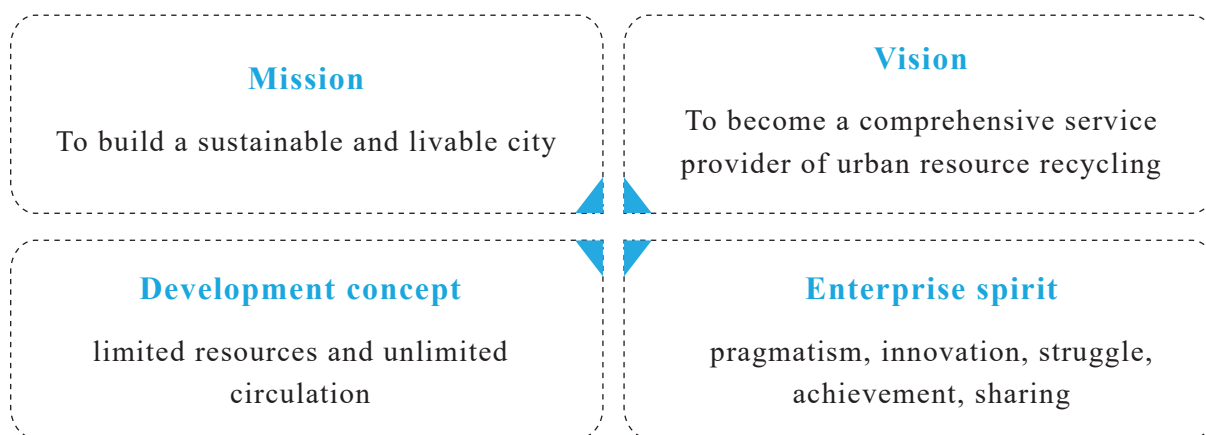 Mission
To build a sustainable and livable city
Vision
To become a comprehensive service
provider of urban resource recycling
Development concept
limited resources and unlimited
circulation
Enterprise spirit
pragmatism, innovation, struggle,
achievement, sharing